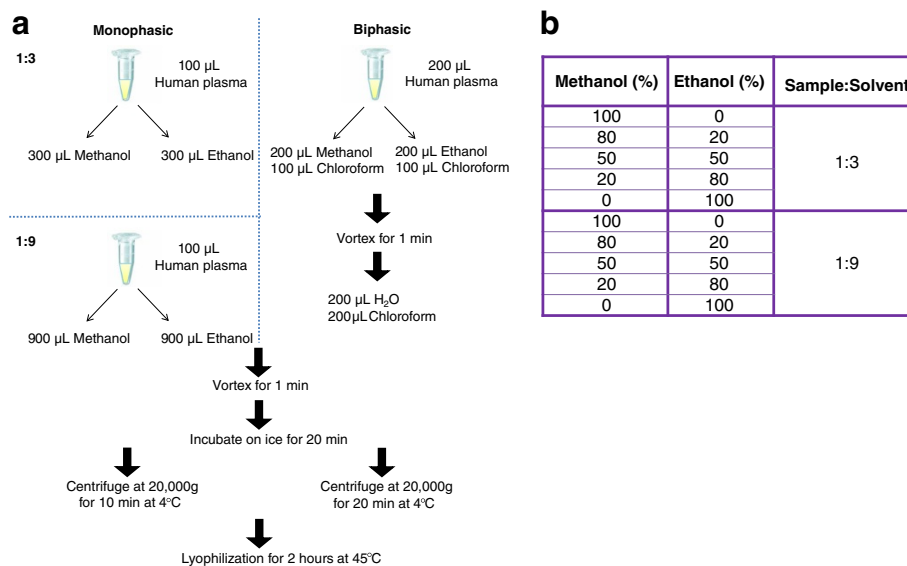 a
Monophasic
1:3
100 µL
Human plasma
300 µL Methanol
300 µL Ethanol
1:9
100 µL
Human plasma
900 µL Methanol
900 µL Ethanol
Biphasic
200 µL
Human plasma
200 µL Methanol
100 µL Chloroform
200 µL Ethanol
100 µL Chloroform
Vortex for 1 min
200 µL H₂O
200µL Chloroform
Vortex for 1 min
Incubate on ice for 20 min
Centrifuge at 20,000g
for 10 min at 4°C
Centrifuge at 20,000g
for 20 min at 4°C
Lyophilization for 2 hours at 45°C
b
Methanol (%) Ethanol (%) Sample:Solvent
100 0
80 20
50 50
20 80
0 100
1:3
100 0
80 20
50 50
20 80
0 100
1:9